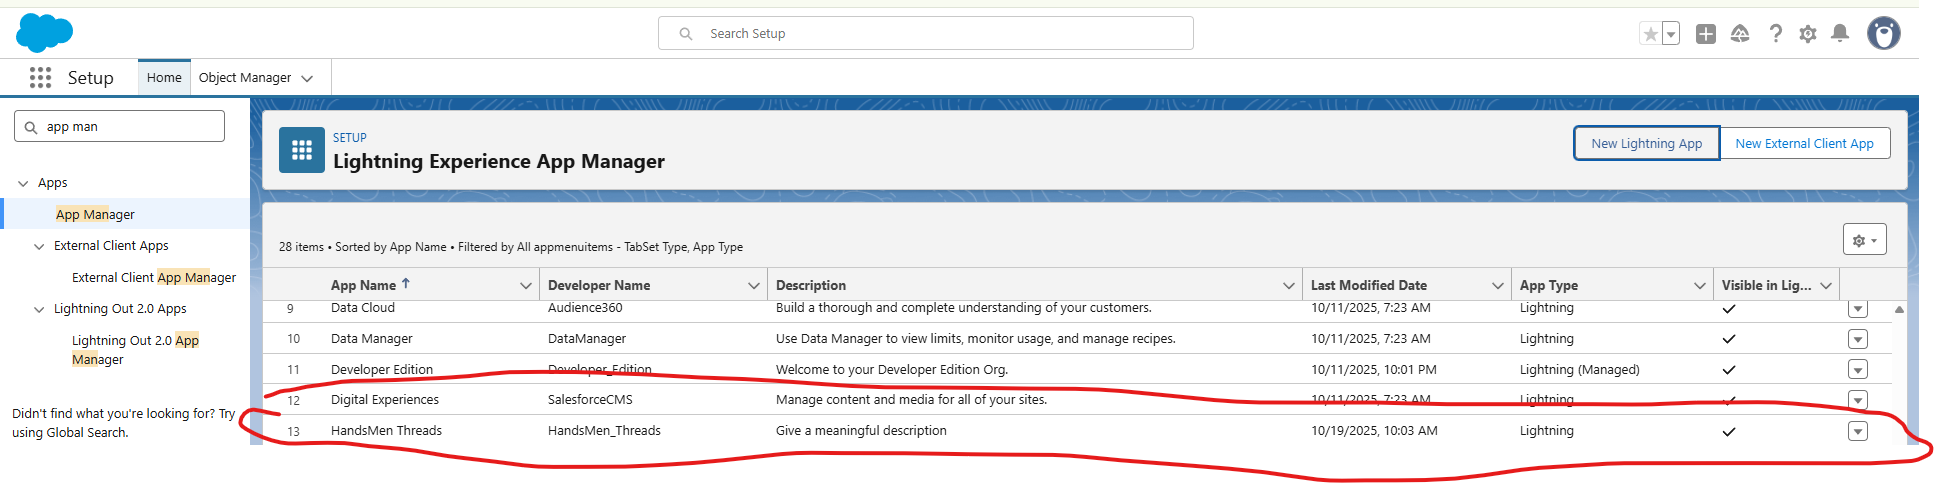 Search Setup
Setup
Home
Object Manager
app man
Apps
App Manager
External Client Apps
External Client App Manager
Lightning Out 2.0 Apps
Lightning Out 2.0 App
Manager
Didn't find what you're looking for? Try
using Global Search.
SETUP
Lightning Experience App Manager
New Lightning App
New External Client App
28 items • Sorted by App Name • Filtered by All appmenuitems - TabSet Type, App Type
App Name Developer Name Description Last Modified Date App Type Visible in Lig...
9 Data Cloud Audience360 Build a thorough and complete understanding of your customers. 10/11/2025, 7:23 AM Lightning
10 Data Manager DataManager Use Data Manager to view limits, monitor usage, and manage recipes. 10/11/2025, 7:23 AM Lightning
11 Developer Edition Developer_Edition Welcome to your Developer Edition Org. 10/11/2025, 10:01 PM Lightning (Managed)
12 Digital Experiences SalesforceCMS Manage content and media for all of your sites. 10/11/2025, 7:23 AM Lightning
13 HandsMen Threads HandsMen_Threads Give a meaningful description 10/19/2025, 10:03 AM Lightning